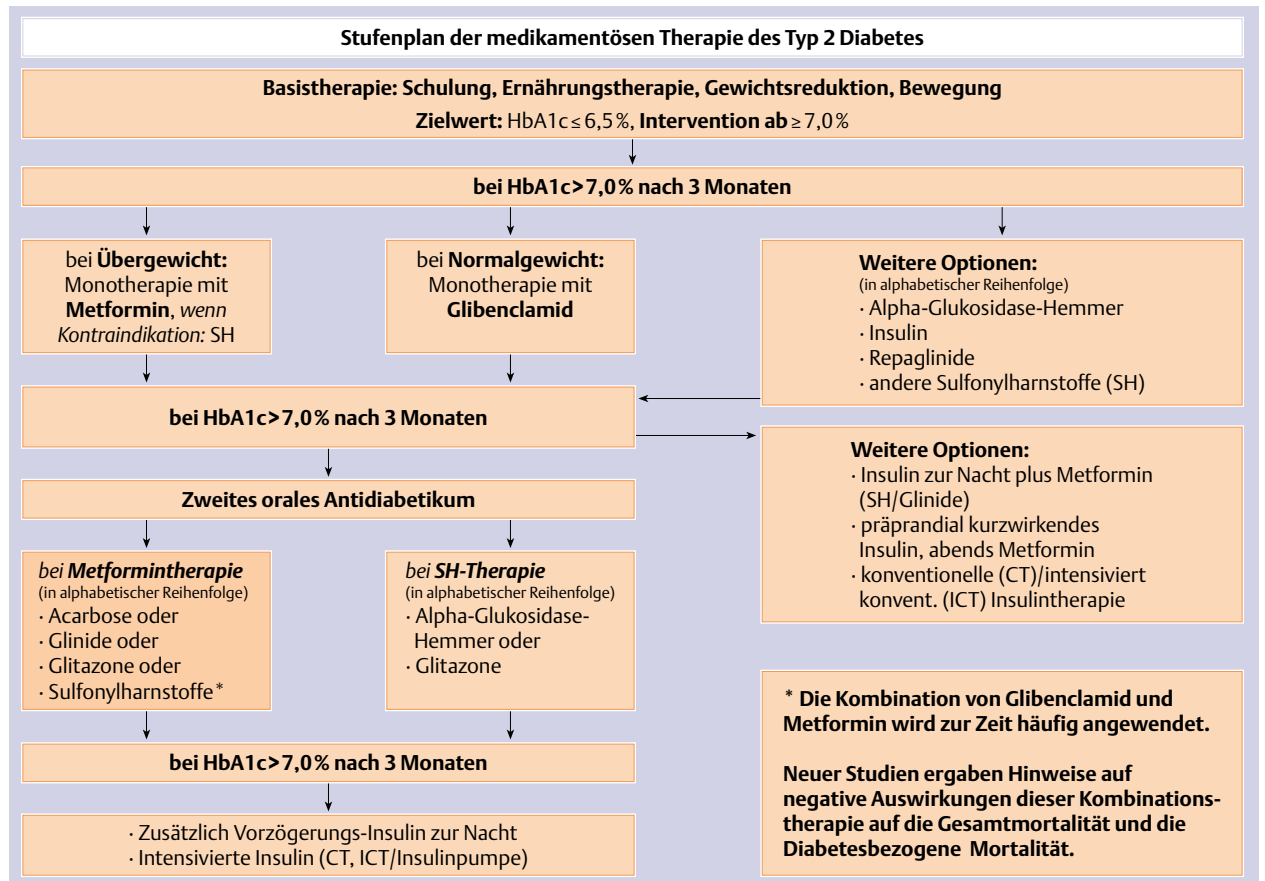 Stufenplan der medikamentösen Therapie des Typ 2 Diabetes
Basistherapie: Schulung, Ernährungstherapie, Gewichtsreduktion, Bewegung
Zielwert: HbA1c ≤ 6,5 %, Intervention ab ≥ 7,0 %
bei HbA1c > 7,0 % nach 3 Monaten
bei Übergewicht:
Monotherapie mit
Metformin, wenn
Kontraindikation: SH
bei Normalgewicht:
Monotherapie mit
Glibenclamid
Weitere Optionen:
(in alphabetischer Reihenfolge)
· Alpha-Glukosidase-Hemmer
· Insulin
· Repaglinide
· andere Sulfonylharnstoffe (SH)
bei HbA1c > 7,0 % nach 3 Monaten
Weitere Optionen:
· Insulin zur Nacht plus Metformin
(SH/Glinide)
· präprandial kurzwirkendes
Insulin, abends Metformin
· konventionelle (CT)/intensiviert
konvent. (ICT) Insulintherapie
Zweites orales Antidiabetikum
bei Metformintherapie
(in alphabetischer Reihenfolge)
· Acarbose oder
· Glinide oder
· Glitazone oder
· Sulfonylharnstoffe*
bei SH-Therapie
(in alphabetischer Reihenfolge)
· Alpha-Glukosidase-
Hemmer oder
· Glitazone
bei HbA1c > 7,0 % nach 3 Monaten
· Zusätzlich Vorzögerungs-Insulin zur Nacht
· Intensivierte Insulin (CT, ICT/Insulinpumpe)
* Die Kombination von Glibenclamid und
Metformin wird zur Zeit häufig angewendet.
Neuer Studien ergaben Hinweise auf
negative Auswirkungen dieser Kombinations-
therapie auf die Gesamtmortalität und die
Diabetesbezogene Mortalität.